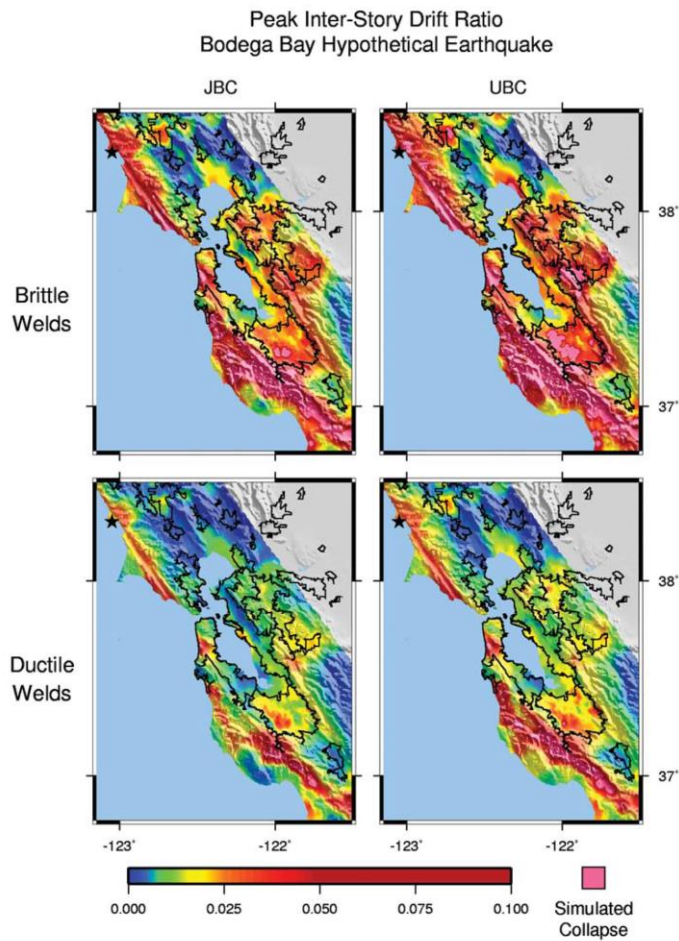 Peak Inter-Story Drift Ratio
Bodega Bay Hypothetical Earthquake
JBC
UBC
Brittle
Welds
38°
37°
Ductile
Welds
38°
37°
-123°
-122°
-123°
-122°
0.000
0.025
0.050
0.075
0.100
Simulated
Collapse